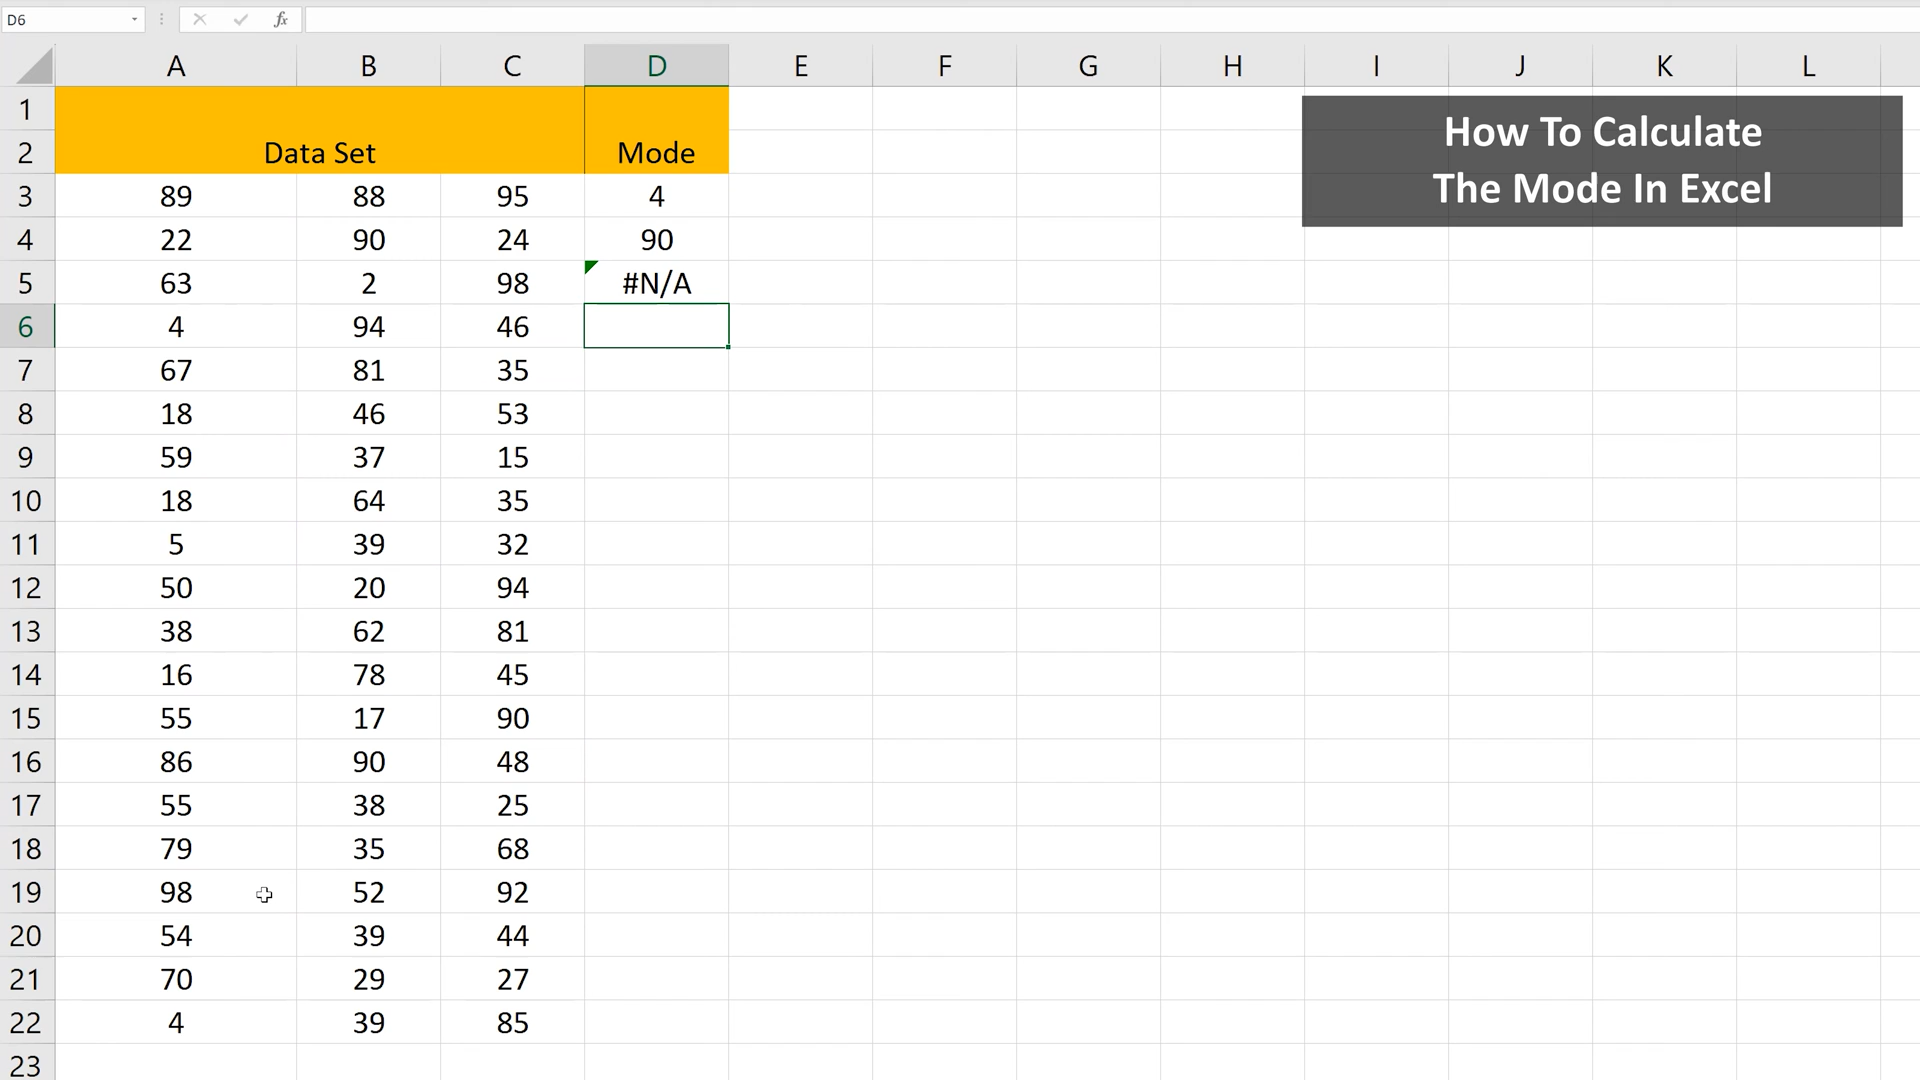 D6 fx
A B C D E F G H I J K L
1
2 Data Set Mode
3 89 88 95 4
4 22 90 24 90
5 63 2 98 #N/A
6 4 94 46
7 67 81 35
8 18 46 53
9 59 37 15
10 18 64 35
11 5 39 32
12 50 20 94
13 38 62 81
14 16 78 45
15 55 17 90
16 86 90 48
17 55 38 25
18 79 35 68
19 98 52 92
20 54 39 44
21 70 29 27
22 4 39 85
23
How To Calculate
The Mode In Excel